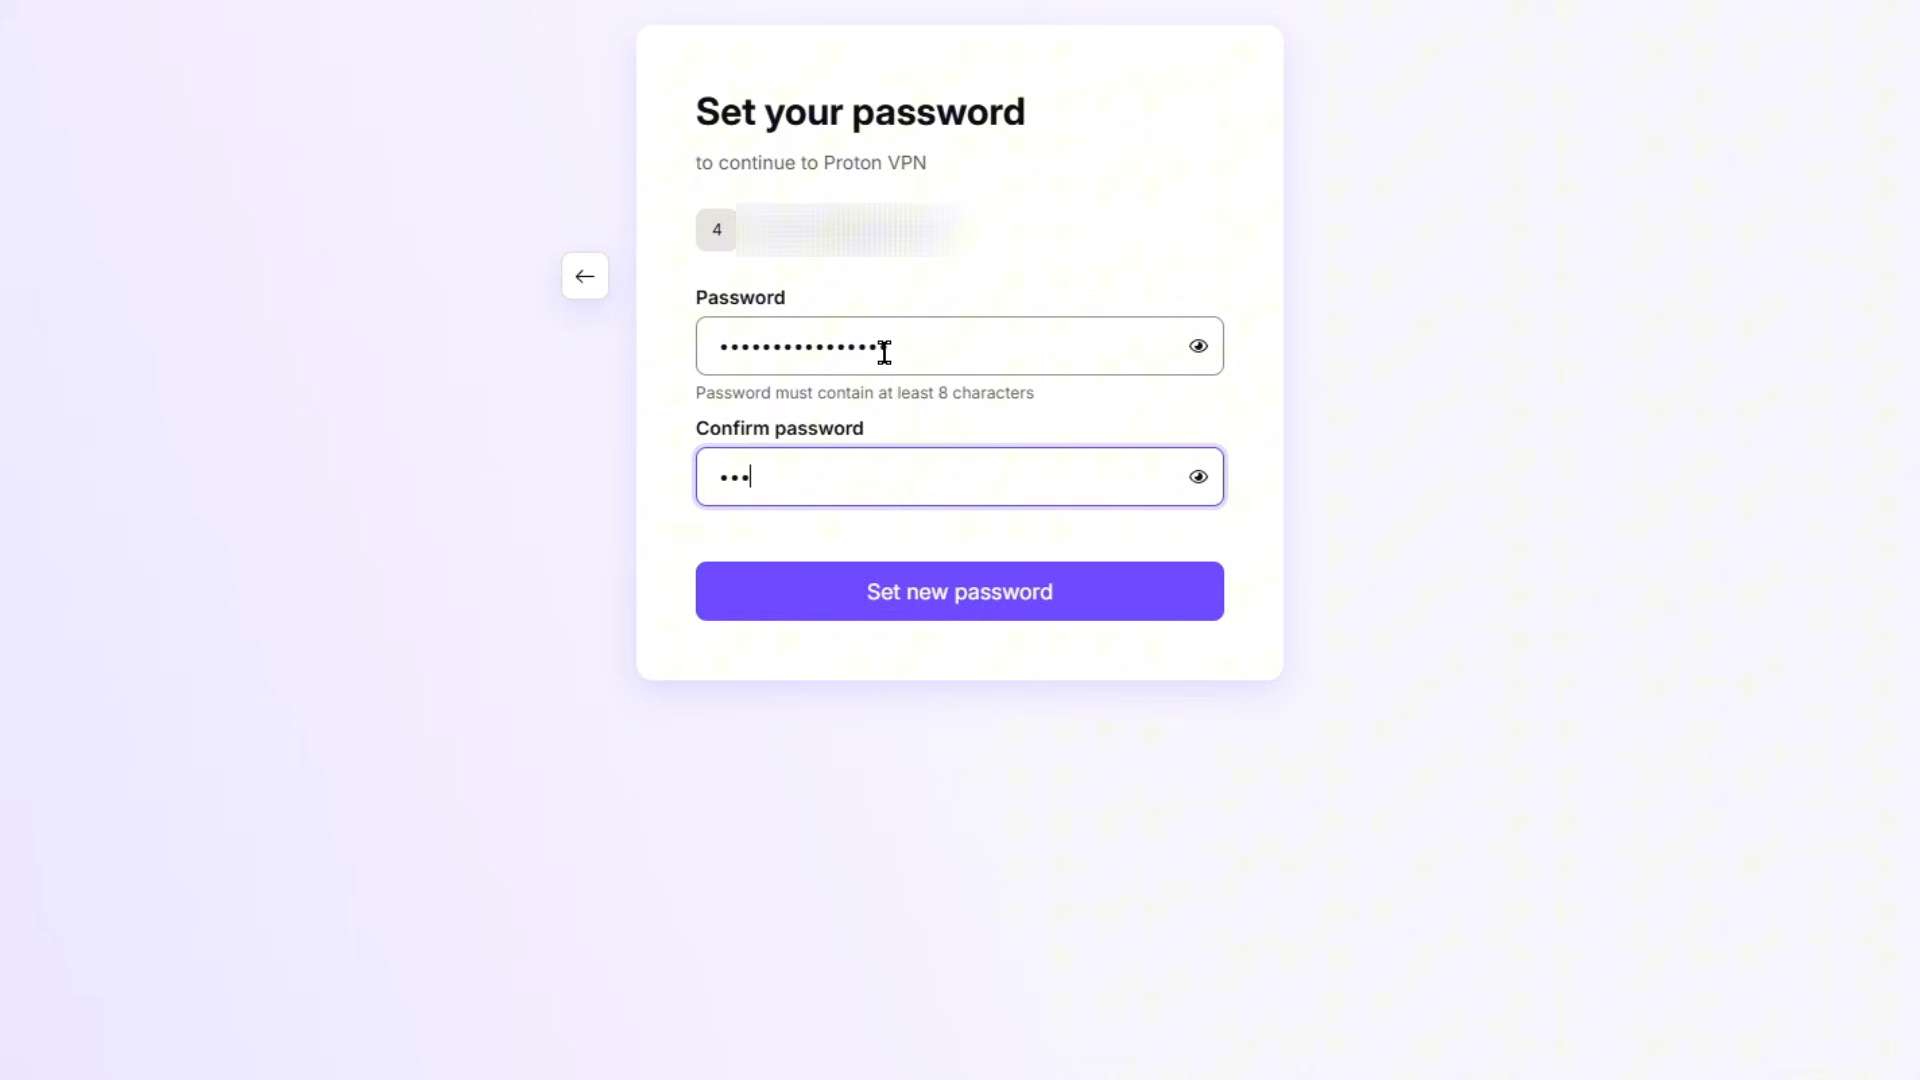 Set your password
to continue to Proton VPN
4
Password
Password must contain at least 8 characters
Confirm password
Set new password